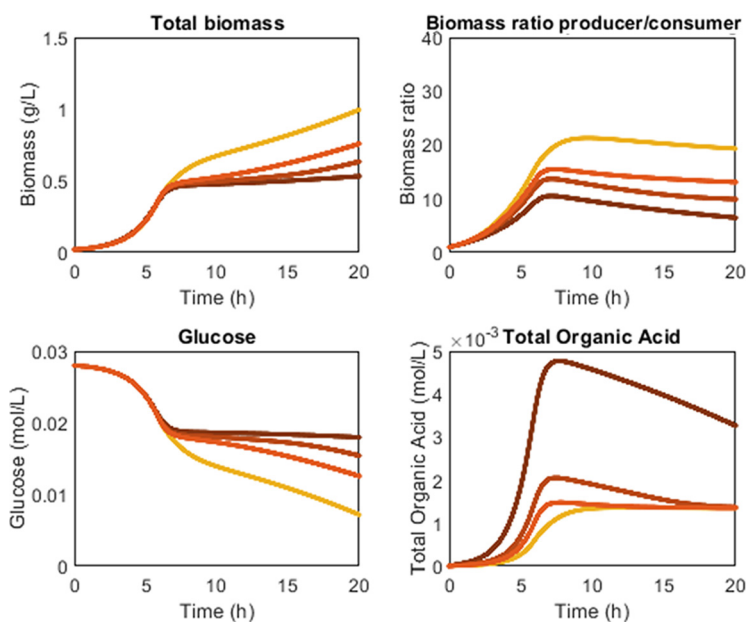 Total biomass
Biomass (g/L)
1.5
1
0.5
0
0 5 10 15 20
Time (h)
Biomass ratio producer/consumer
Biomass ratio
40
30
20
10
0
0 5 10 15 20
Time (h)
Glucose
Glucose (mol/L)
0.03
0.02
0.01
0
0 5 10 15 20
Time (h)
×10-3 Total Organic Acid
Total Organic Acid (mol/L)
5
4
3
2
1
0
0 5 10 15 20
Time (h)